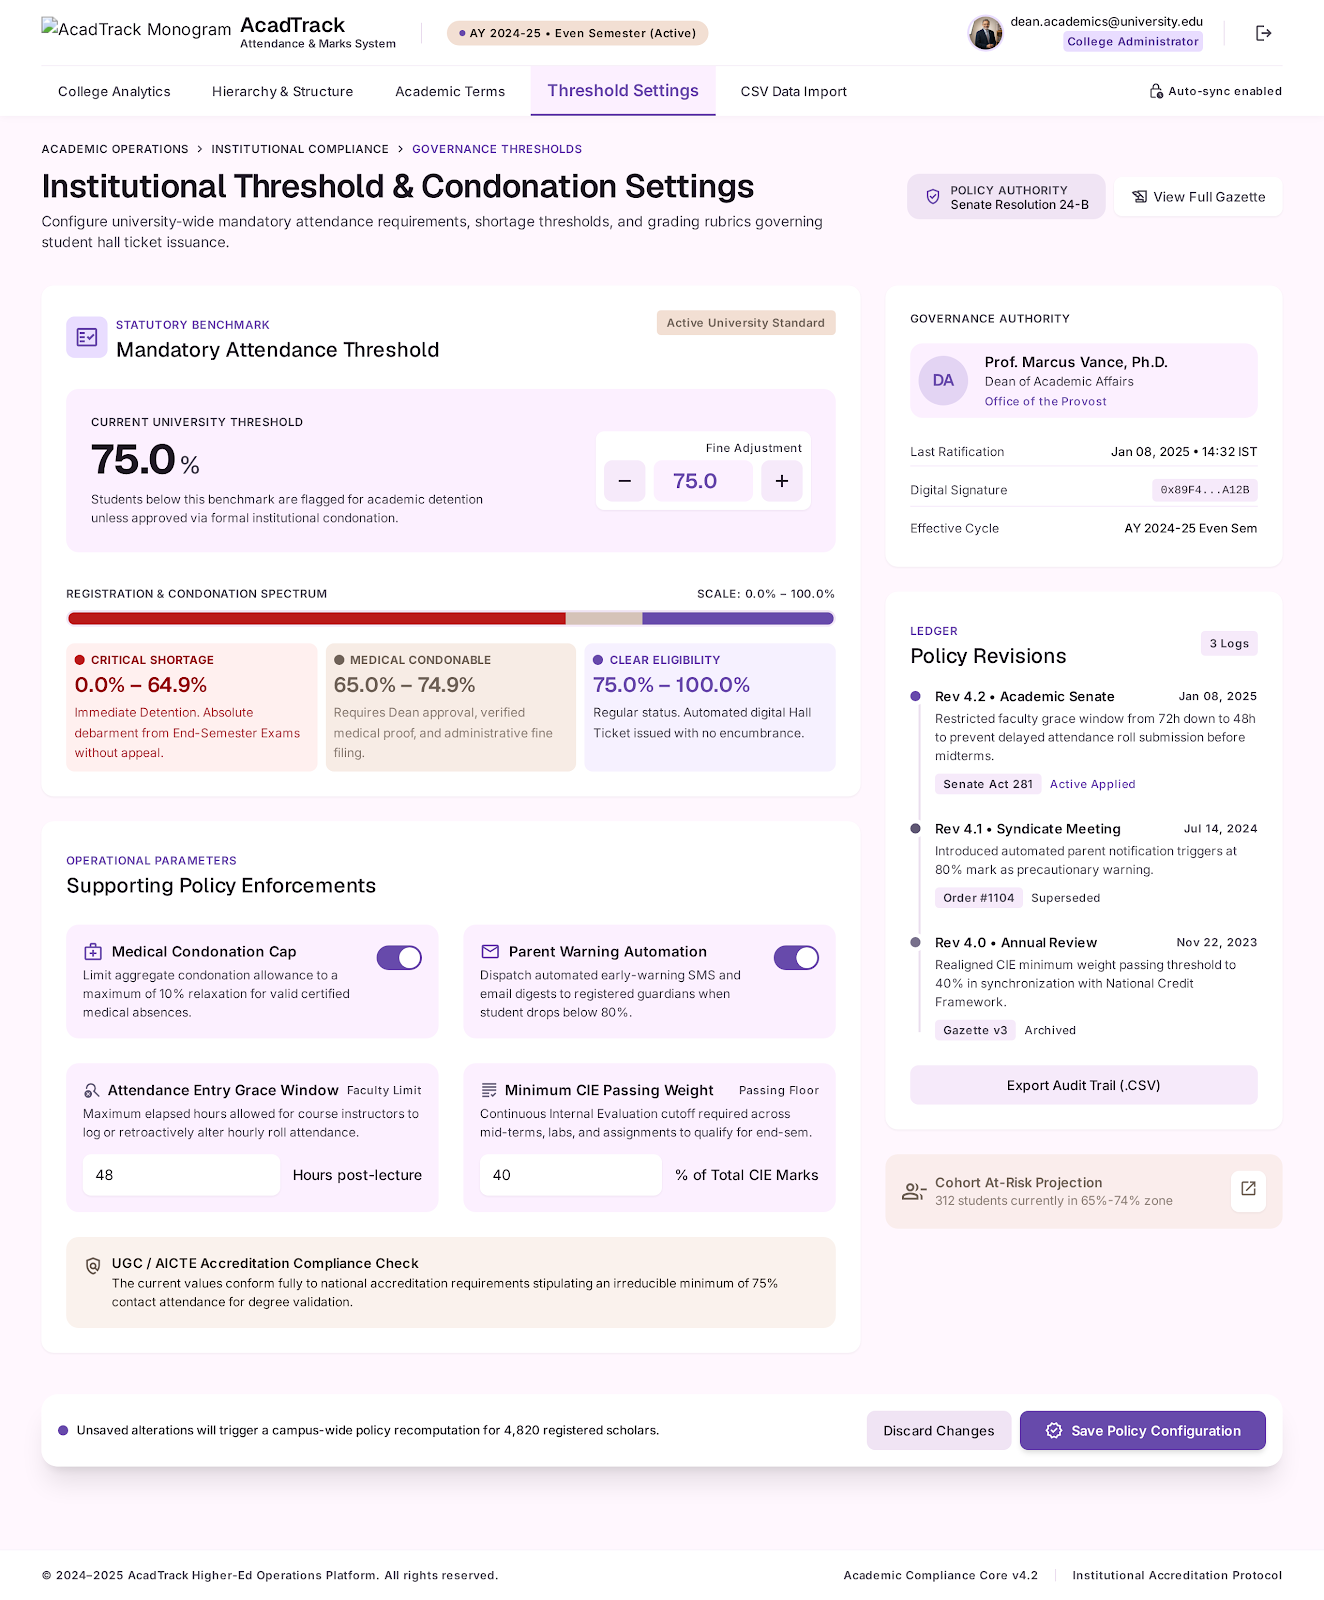 AcadTrack Monogram
AcadTrack
Attendance & Marks System
AY 2024-25 • Even Semester (Active)
dean.academics@university.edu
College Administrator
College Analytics
Hierarchy & Structure
Academic Terms
Threshold Settings
CSV Data Import
Auto-sync enabled
ACADEMIC OPERATIONS > INSTITUTIONAL COMPLIANCE > GOVERNANCE THRESHOLDS
Institutional Threshold & Condonation Settings
Configure university-wide mandatory attendance requirements, shortage thresholds, and grading rubrics governing
student hall ticket issuance.
POLICY AUTHORITY
Senate Resolution 24-B
View Full Gazette
STATUTORY BENCHMARK
Mandatory Attendance Threshold
Active University Standard
CURRENT UNIVERSITY THRESHOLD
75.0 %
Students below this benchmark are flagged for academic detention
unless approved via formal institutional condonation.
Fine Adjustment
− 75.0 +
REGISTRATION & CONDONATION SPECTRUM
SCALE: 0.0% – 100.0%
CRITICAL SHORTAGE
0.0% – 64.9%
Immediate Detention. Absolute
debarment from End-Semester Exams
without appeal.
MEDICAL CONDONABLE
65.0% – 74.9%
Requires Dean approval, verified
medical proof, and administrative fine
filing.
CLEAR ELIGIBILITY
75.0% – 100.0%
Regular status. Automated digital Hall
Ticket issued with no encumbrance.
OPERATIONAL PARAMETERS
Supporting Policy Enforcements
Medical Condonation Cap
Limit aggregate condonation allowance to a
maximum of 10% relaxation for valid certified
medical absences.
Parent Warning Automation
Dispatch automated early-warning SMS and
email digests to registered guardians when
student drops below 80%.
Attendance Entry Grace Window
Faculty Limit
Maximum elapsed hours allowed for course instructors to
log or retroactively alter hourly roll attendance.
48
Hours post-lecture
Minimum CIE Passing Weight
Passing Floor
Continuous Internal Evaluation cutoff required across
mid-terms, labs, and assignments to qualify for end-sem.
40
% of Total CIE Marks
UGC / AICTE Accreditation Compliance Check
The current values conform fully to national accreditation requirements stipulating an irreducible minimum of 75%
contact attendance for degree validation.
GOVERNANCE AUTHORITY
DA
Prof. Marcus Vance, Ph.D.
Dean of Academic Affairs
Office of the Provost
Last Ratification
Jan 08, 2025 • 14:32 IST
Digital Signature
0x89F4...A12B
Effective Cycle
AY 2024-25 Even Sem
LEDGER
Policy Revisions
3 Logs
Rev 4.2 • Academic Senate
Jan 08, 2025
Restricted faculty grace window from 72h down to 48h
to prevent delayed attendance roll submission before
midterms.
Senate Act 281
Active Applied
Rev 4.1 • Syndicate Meeting
Jul 14, 2024
Introduced automated parent notification triggers at
80% mark as precautionary warning.
Order #1104
Superseded
Rev 4.0 • Annual Review
Nov 22, 2023
Realigned CIE minimum weight passing threshold to
40% in synchronization with National Credit
Framework.
Gazette v3
Archived
Export Audit Trail (.CSV)
Cohort At-Risk Projection
312 students currently in 65%-74% zone
Unsaved alterations will trigger a campus-wide policy recomputation for 4,820 registered scholars.
Discard Changes
Save Policy Configuration
© 2024–2025 AcadTrack Higher-Ed Operations Platform. All rights reserved.
Academic Compliance Core v4.2
Institutional Accreditation Protocol